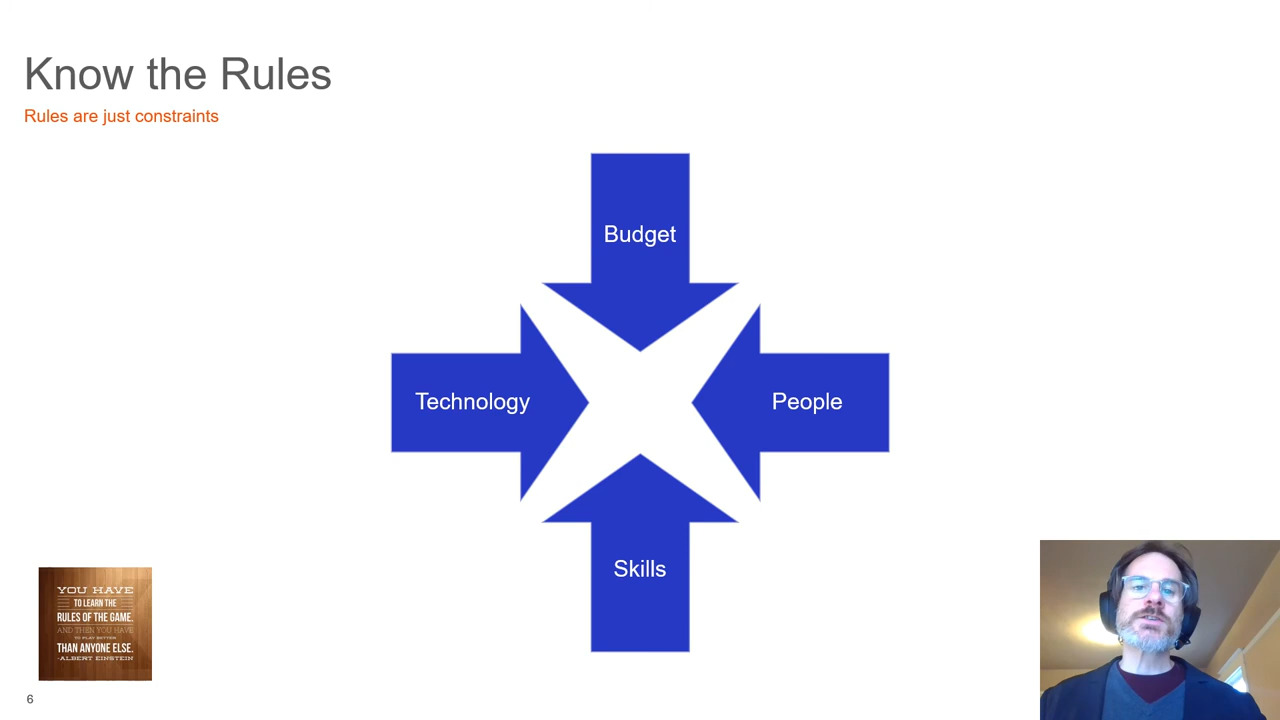 Know the Rules
Rules are just constraints
Budget
Technology
People
Skills
YOU HAVE
TO LEARN THE
RULES OF THE GAME.
AND THEN YOU HAVE
TO PLAY BETTER
THAN ANYONE ELSE.
-ALBERT EINSTEIN
6